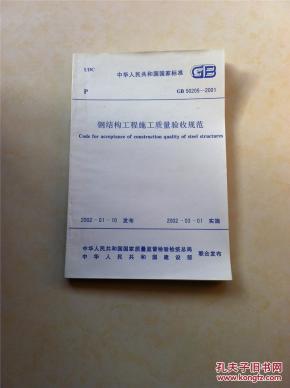 UDC
中华人民共和国国家标准
GB
P
GB 50205-2001
钢结构工程施工质量验收规范
Code for acceptance of construction quality of steel structures
2002-01-10 发布
2002-03-01 实施
中华人民共和国国家质量监督检验检疫总局
中华人民共和国建设部
联合发布
孔夫子旧书网